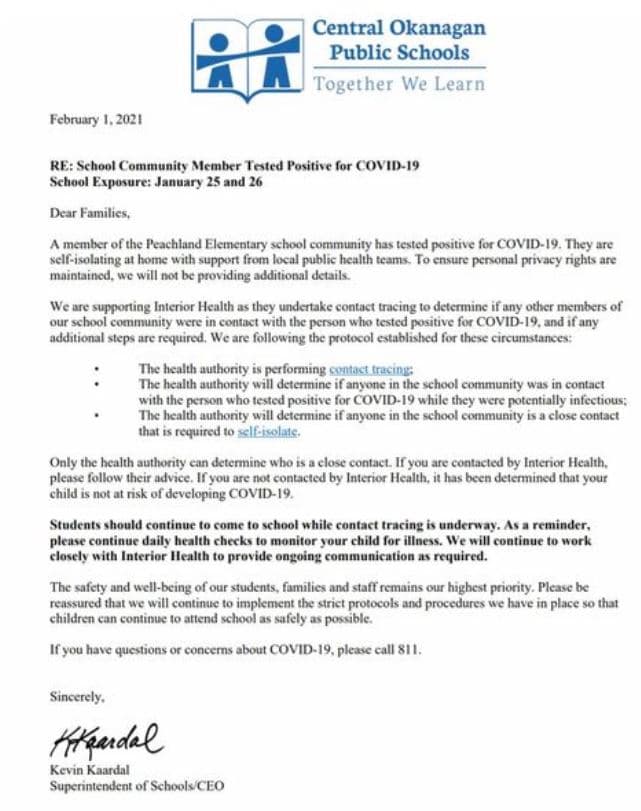 Central Okanagan
Public Schools
Together We Learn
February 1, 2021
RE: School Community Member Tested Positive for COVID-19
School Exposure: January 25 and 26
Dear Families,
A member of the Peachland Elementary school community has tested positive for COVID-19. They are
self-isolating at home with support from local public health teams. To ensure personal privacy rights are
maintained, we will not be providing additional details.
We are supporting Interior Health as they undertake contact tracing to determine if any other members of
our school community were in contact with the person who tested positive for COVID-19, and if any
additional steps are required. We are following the protocol established for these circumstances:
• The health authority is performing contact tracing;
• The health authority will determine if anyone in the school community was in contact
with the person who tested positive for COVID-19 while they were potentially infectious;
• The health authority will determine if anyone in the school community is a close contact
that is required to self-isolate.
Only the health authority can determine who is a close contact. If you are contacted by Interior Health,
please follow their advice. If you are not contacted by Interior Health, it has been determined that your
child is not at risk of developing COVID-19.
Students should continue to come to school while contact tracing is underway. As a reminder,
please continue daily health checks to monitor your child for illness. We will continue to work
closely with Interior Health to provide ongoing communication as required.
The safety and well-being of our students, families and staff remains our highest priority. Please be
reassured that we will continue to implement the strict protocols and procedures we have in place so that
children can continue to attend school as safely as possible.
If you have questions or concerns about COVID-19, please call 811.
Sincerely,
KKaardal
Kevin Kaardal
Superintendent of Schools/CEO